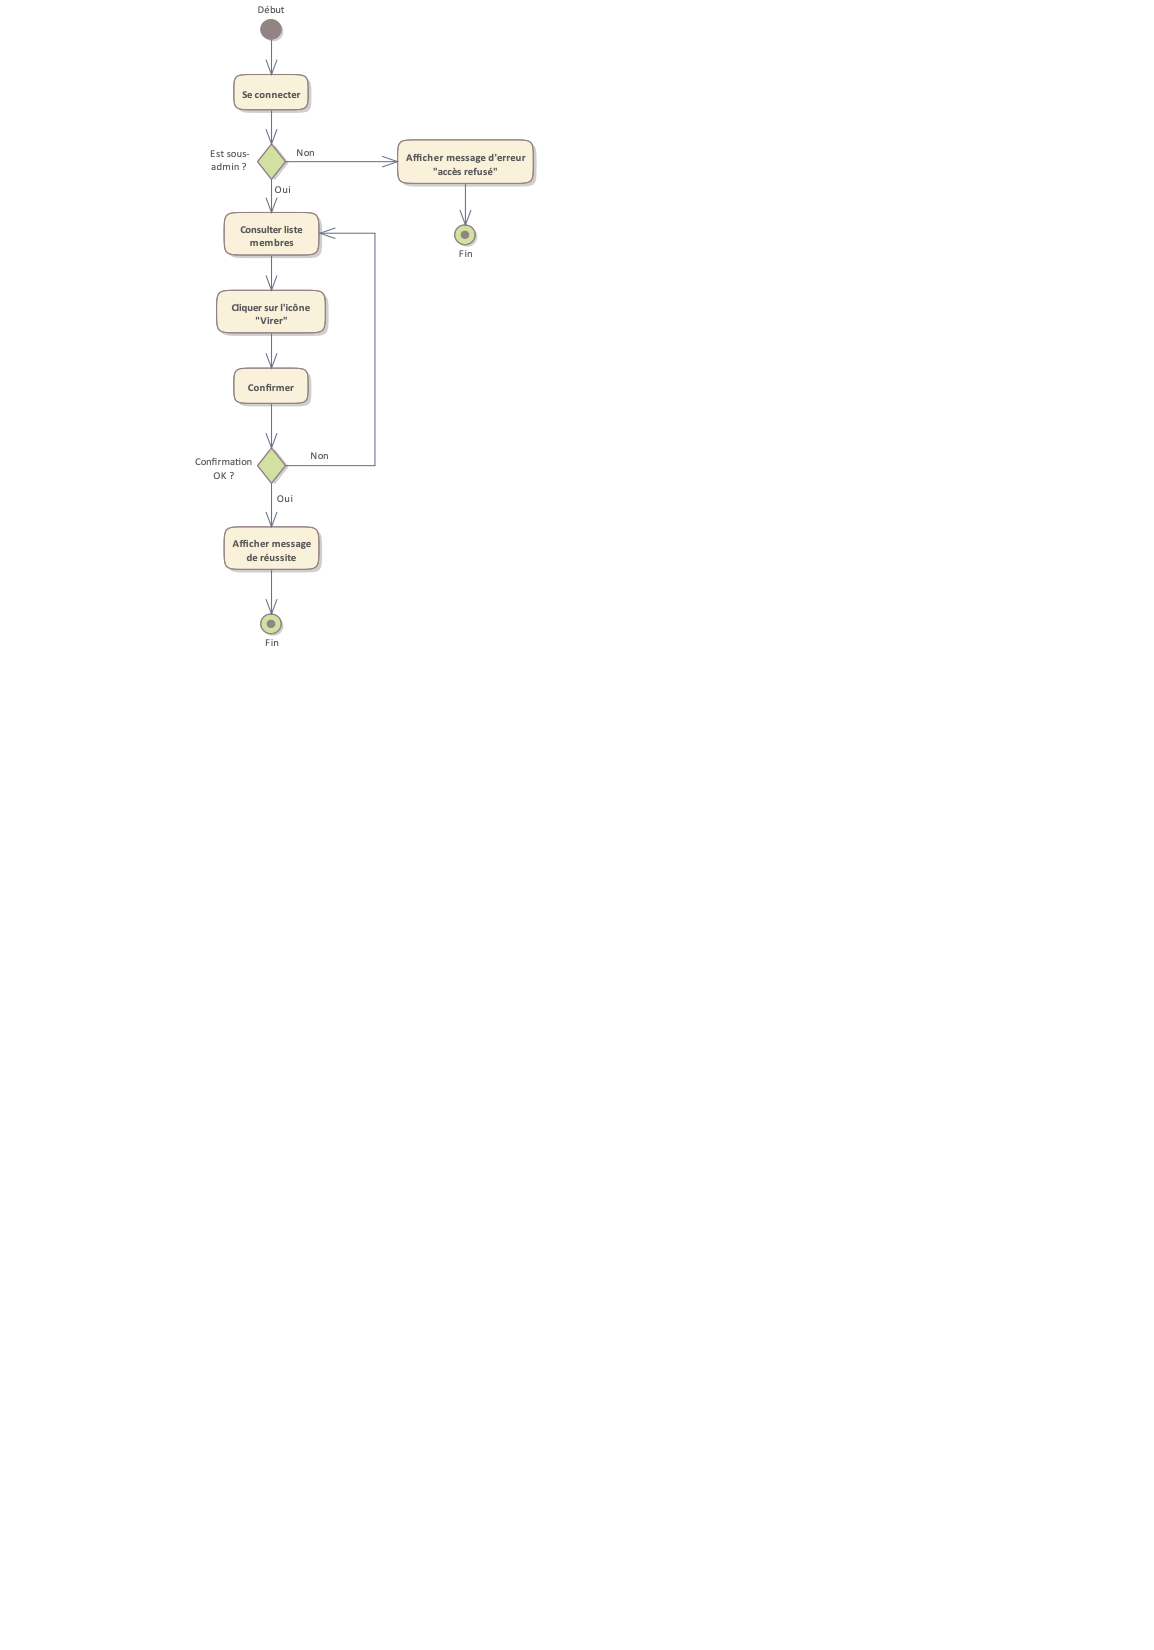 Début
Se connecter
Est sous-
admin ?
Non
Afficher message d'erreur
"accès refusé"
Oui
Fin
Consulter liste
membres
Cliquer sur l'icône
"Virer"
Confirmer
Confirmation
OK ?
Non
Oui
Afficher message
de réussite
Fin